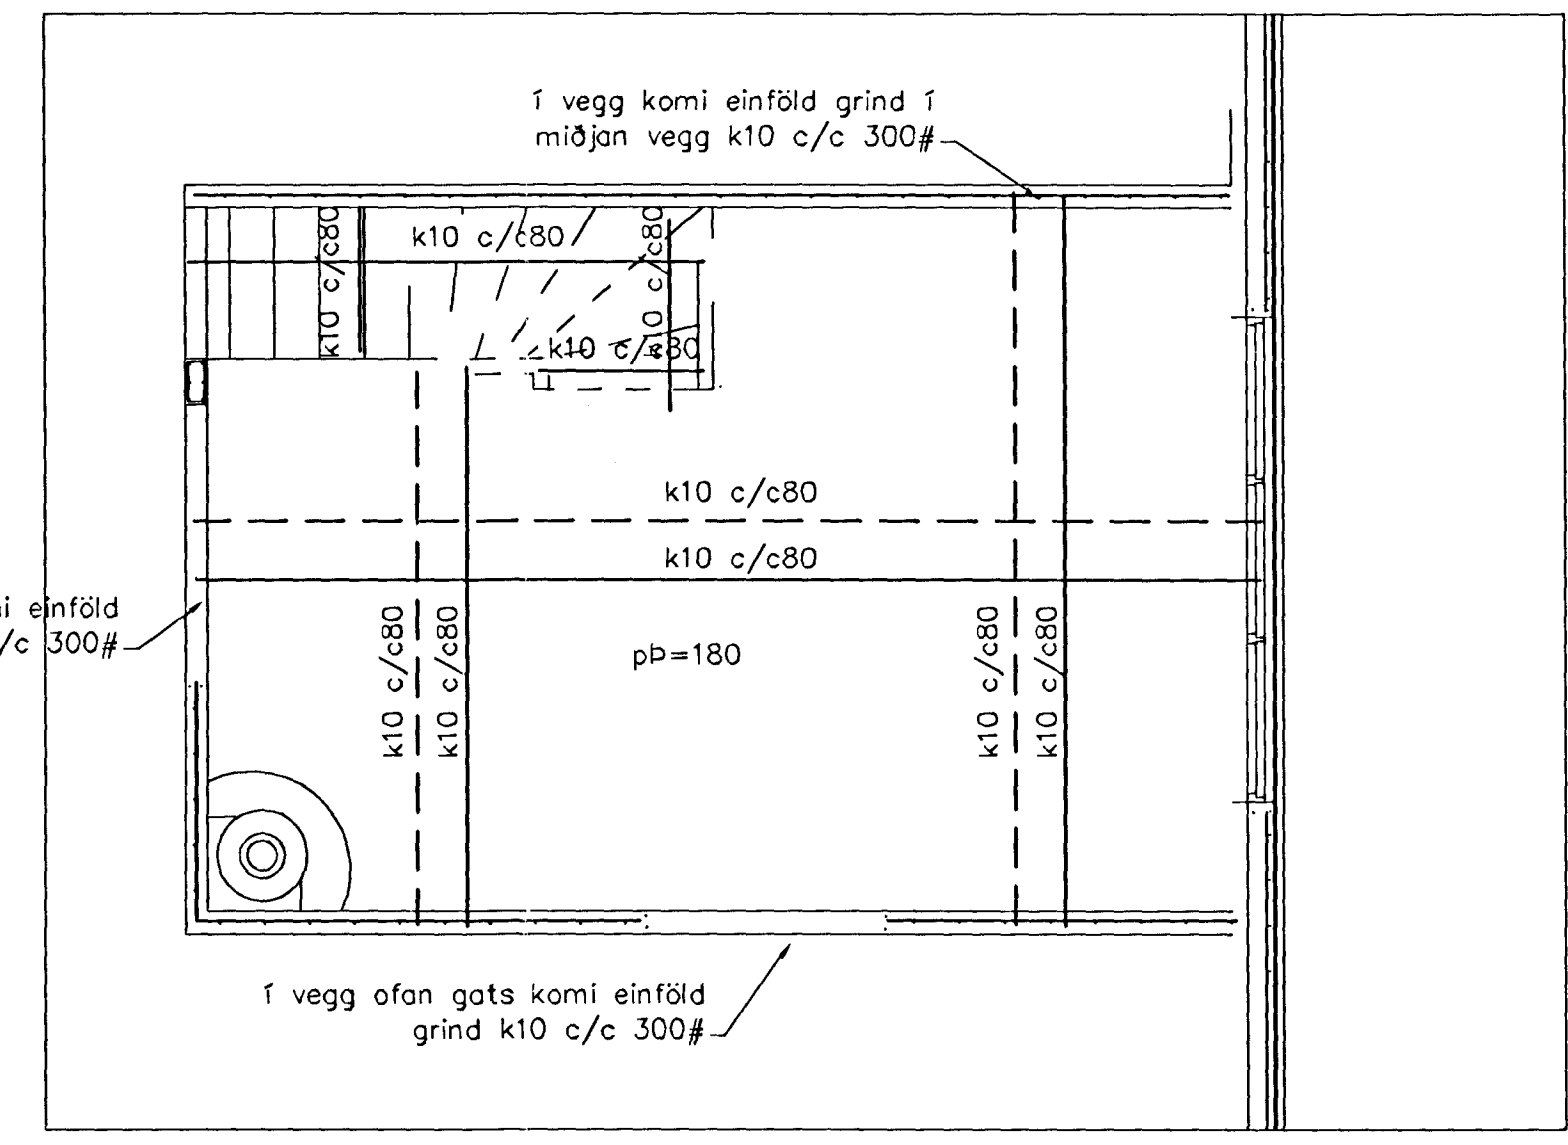 í vegg komi einföld grind í
miðjan vegg k10 c/c 300#
k10 c/c80
k10 c/c80
k10 c/c80
k10 c/c80
k10 c/c80
k10 c/c80
einföld
/c 300#
k10 c/c80
k10 c/c80
pÞ=180
k10 c/c80
k10 c/c80
í vegg ofan gats komi einföld
grind k10 c/c 300#